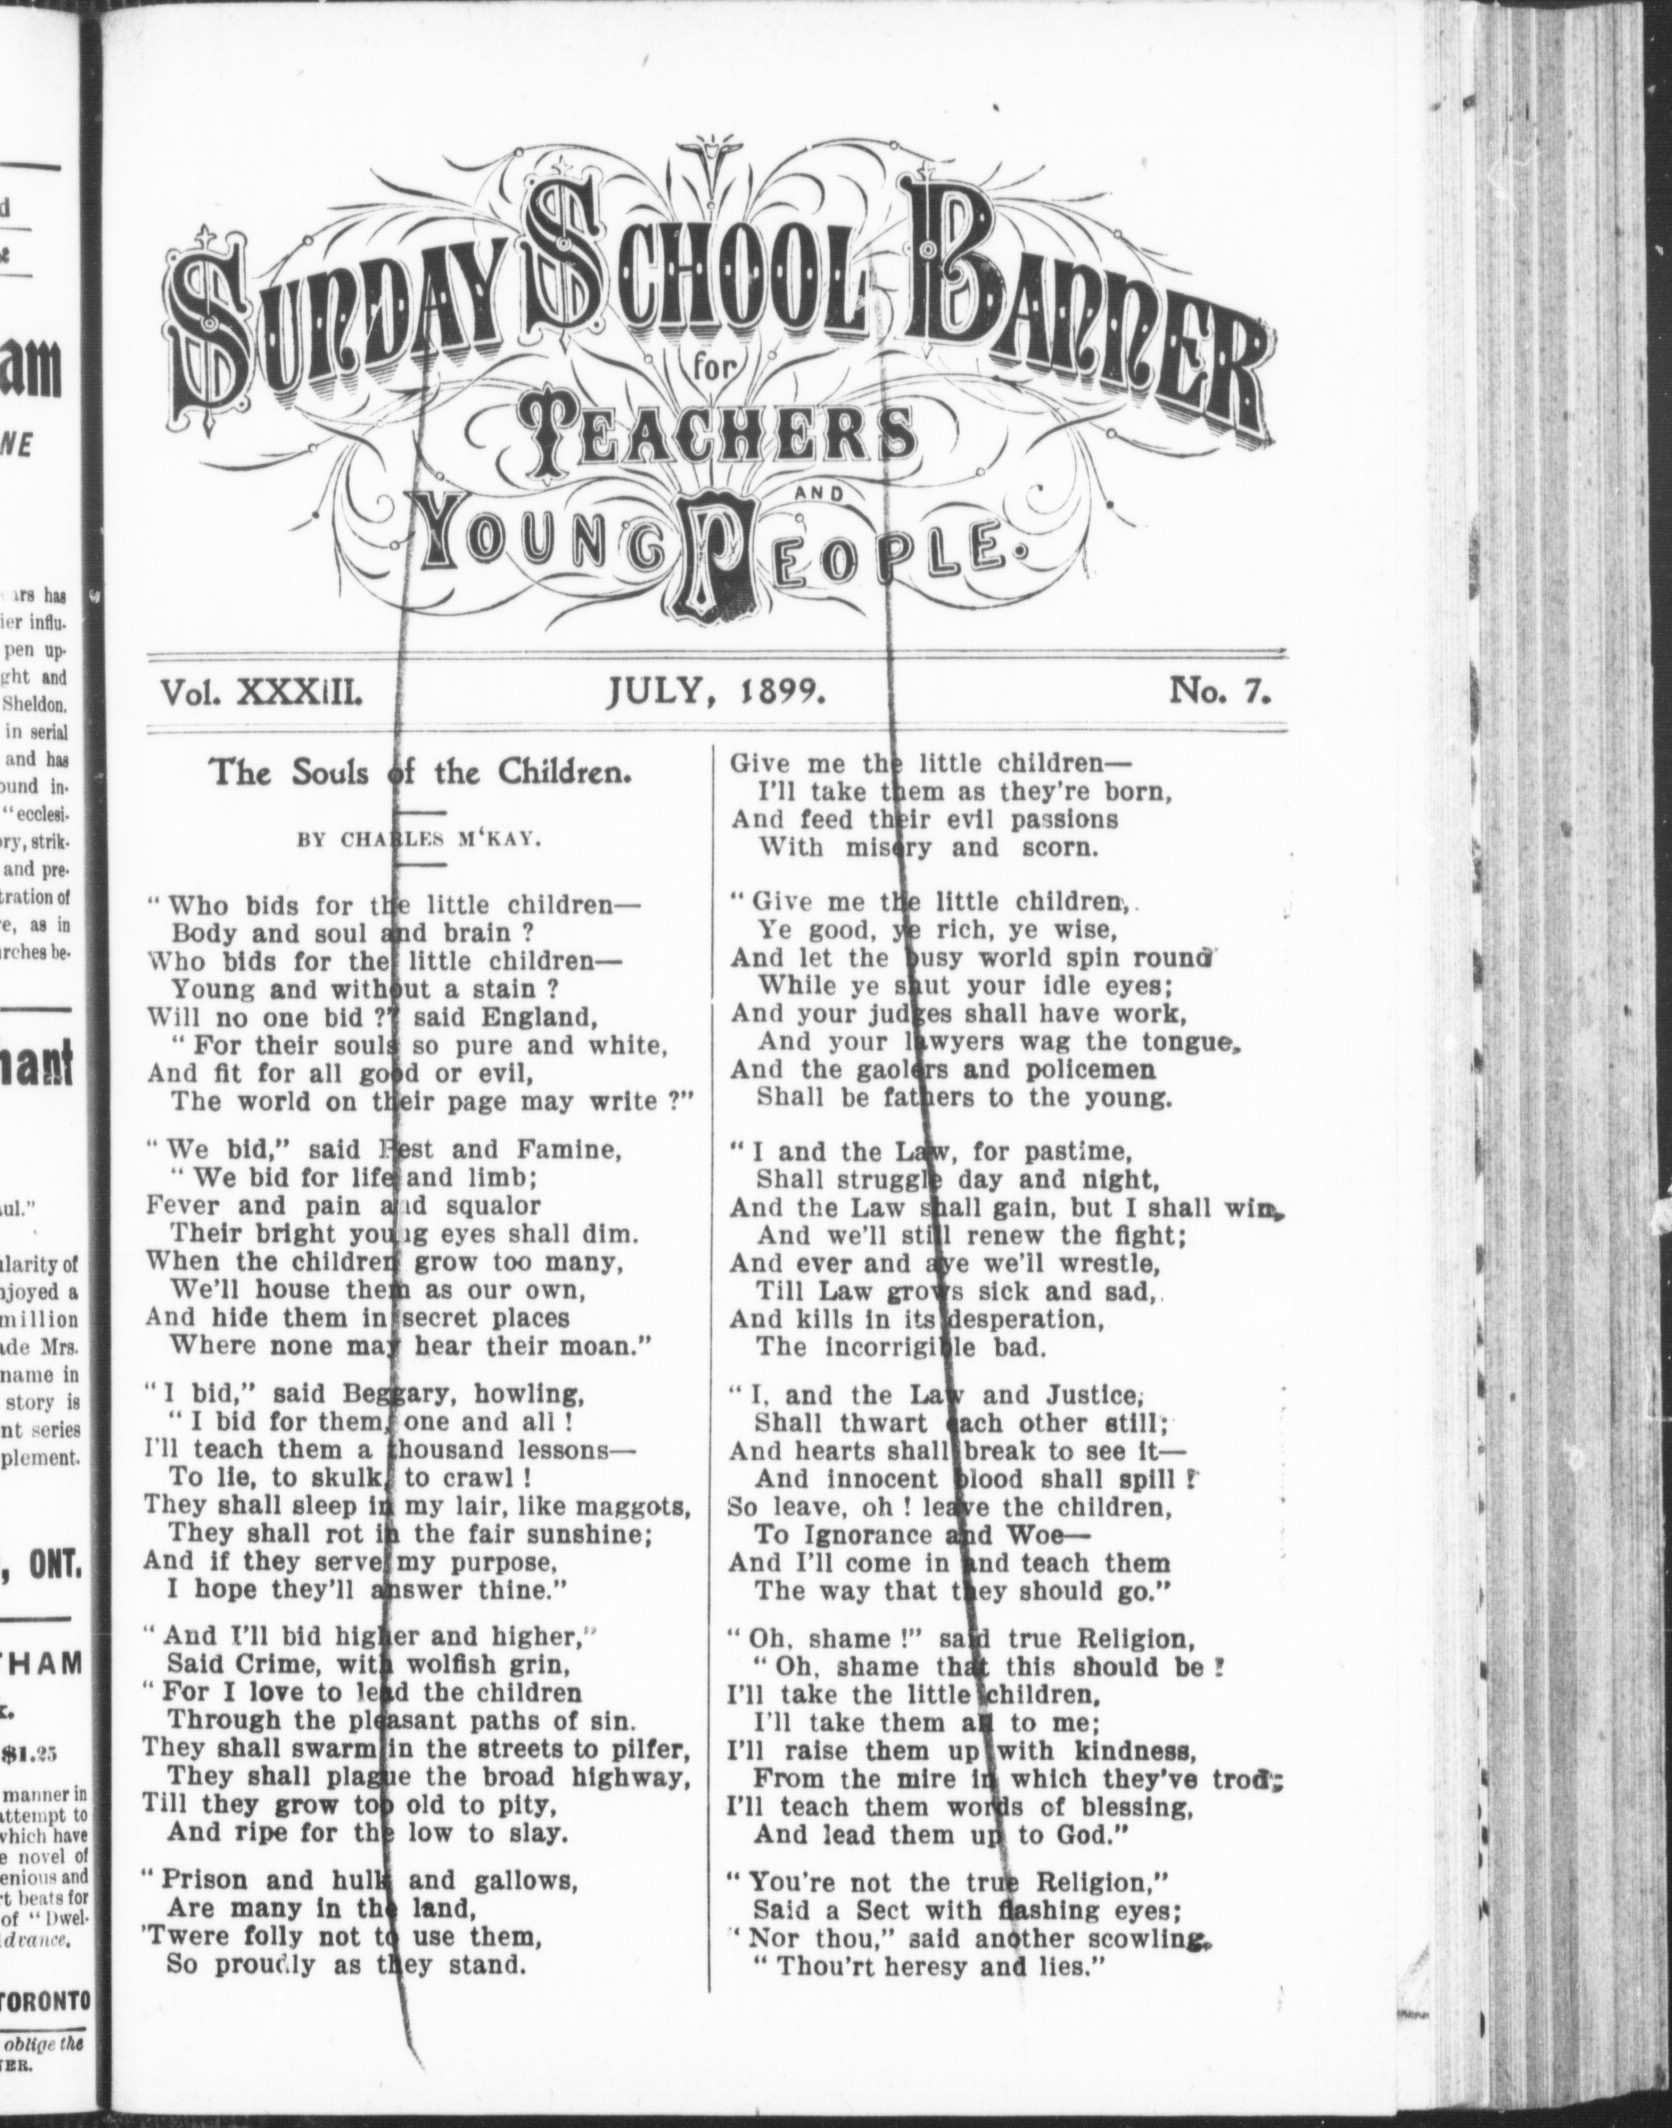 SUNDAY SCHOOL BANNER
for
TEACHERS
AND
YOUNG PEOPLE.
Vol. XXXIII. JULY, 1899. No. 7.
The Souls of the Children.
BY CHARLES M‘KAY.
“Who bids for the little children—
Body and soul and brain ?
Who bids for the little children—
Young and without a stain ?
Will no one bid ?” said England,
“For their souls so pure and white,
And fit for all good or evil,
The world on their page may write ?”
“We bid,” said Pest and Famine,
“We bid for life and limb;
Fever and pain and squalor
Their bright young eyes shall dim.
When the children grow too many,
We'll house them as our own,
And hide them in secret places
Where none may hear their moan.”
“I bid,” said Beggary, howling,
“I bid for them, one and all !
I'll teach them a thousand lessons—
To lie, to skulk, to crawl !
They shall sleep in my lair, like maggots,
They shall rot in the fair sunshine;
And if they serve my purpose,
I hope they'll answer thine.”
“And I'll bid higher and higher,”
Said Crime, with wolfish grin,
“For I love to lead the children
Through the pleasant paths of sin.
They shall swarm in the streets to pilfer,
They shall plague the broad highway,
Till they grow too old to pity,
And ripe for the low to slay.
“Prison and hulk and gallows,
Are many in the land,
'Twere folly not to use them,
So proudly as they stand.
Give me the little children—
I'll take them as they're born,
And feed their evil passions
With misery and scorn.
“Give me the little children,
Ye good, ye rich, ye wise,
And let the busy world spin round
While ye shut your idle eyes;
And your judges shall have work,
And your lawyers wag the tongue,
And the gaolers and policemen
Shall be fathers to the young.
“I and the Law, for pastime,
Shall struggle day and night,
And the Law shall gain, but I shall win,
And we'll still renew the fight;
And ever and aye we'll wrestle,
Till Law grows sick and sad,
And kills in its desperation,
The incorrigible bad.
“I, and the Law and Justice,
Shall thwart each other still;
And hearts shall break to see it—
And innocent blood shall spill !
So leave, oh ! leave the children,
To Ignorance and Woe—
And I'll come in and teach them
The way that they should go.”
“Oh, shame !” said true Religion,
“Oh, shame that this should be !
I'll take the little children,
I'll take them all to me;
I'll raise them up with kindness,
From the mire in which they've trod;
I'll teach them words of blessing,
And lead them up to God.”
“You're not the true Religion,”
Said a Sect with flashing eyes;
“Nor thou,” said another scowling,
“Thou'rt heresy and lies.”